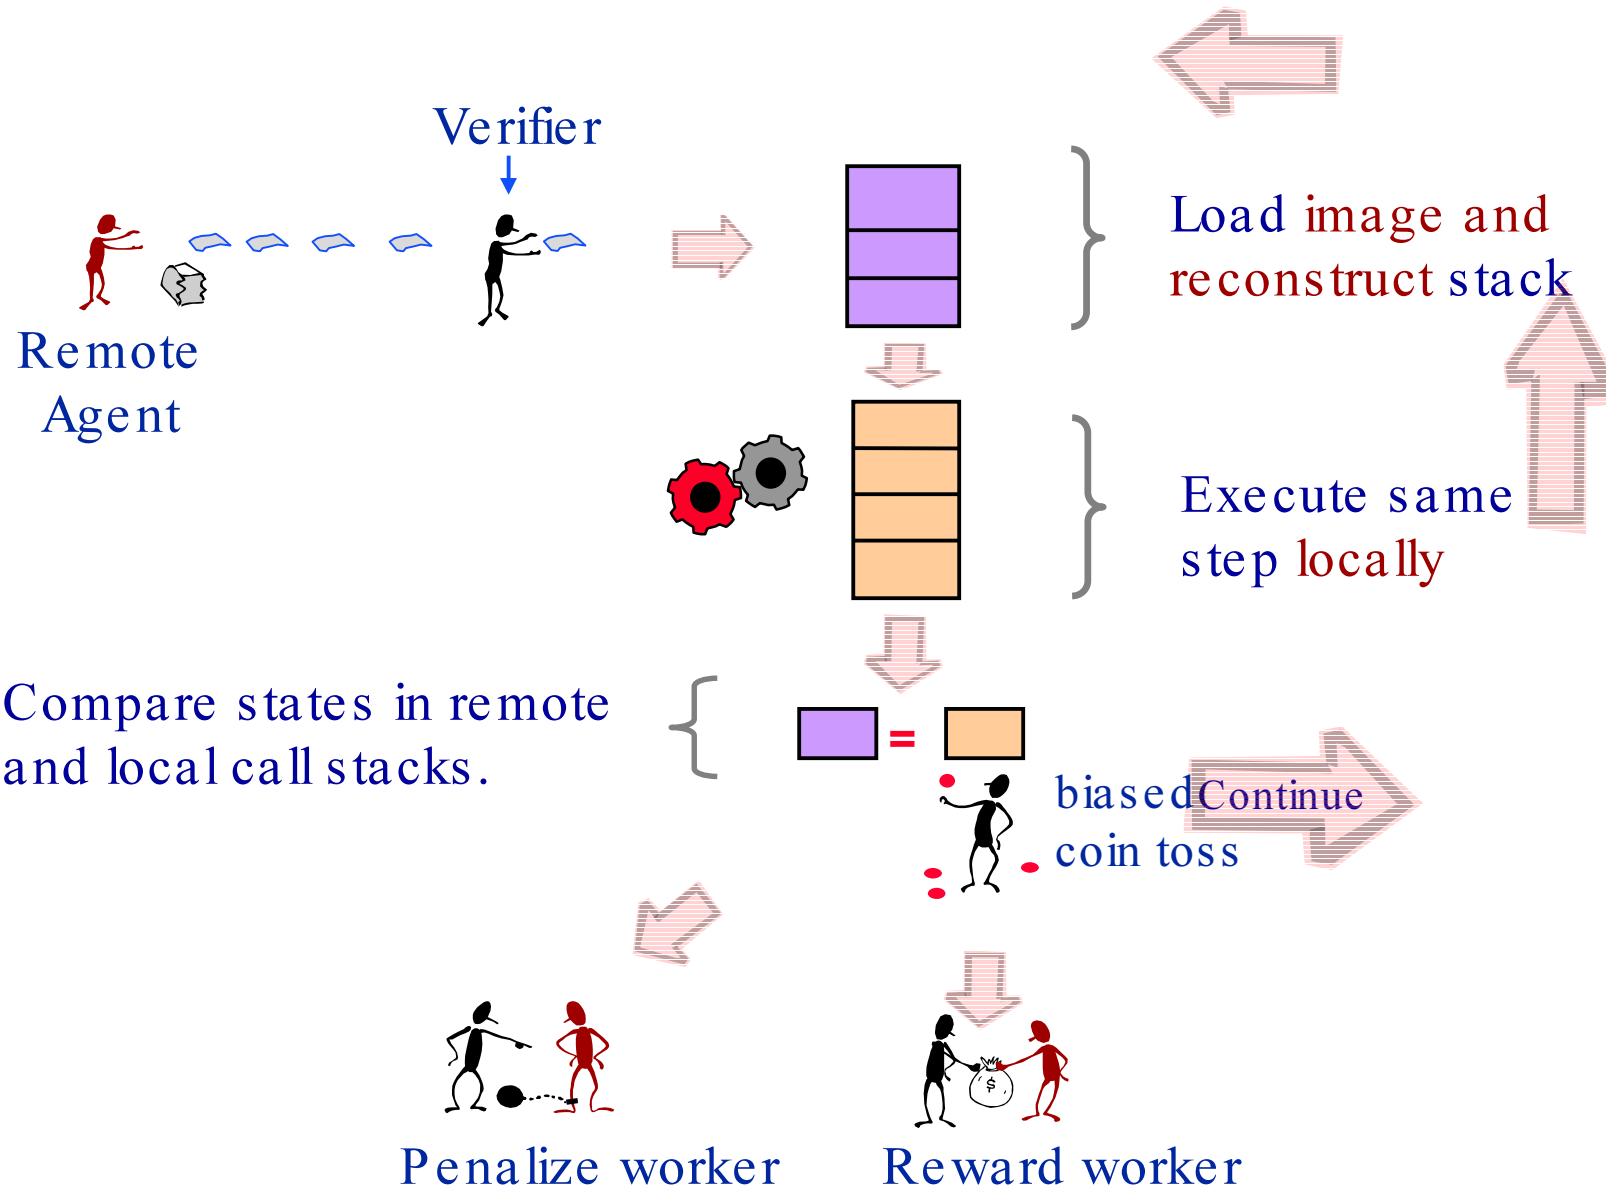 Verifier
Load image and
reconstruct stack
Remote
Agent
Execute same
step locally
Compare states in remote
and local call stacks.
=
biased
coin toss
Continue
$
Penalize worker
Reward worker